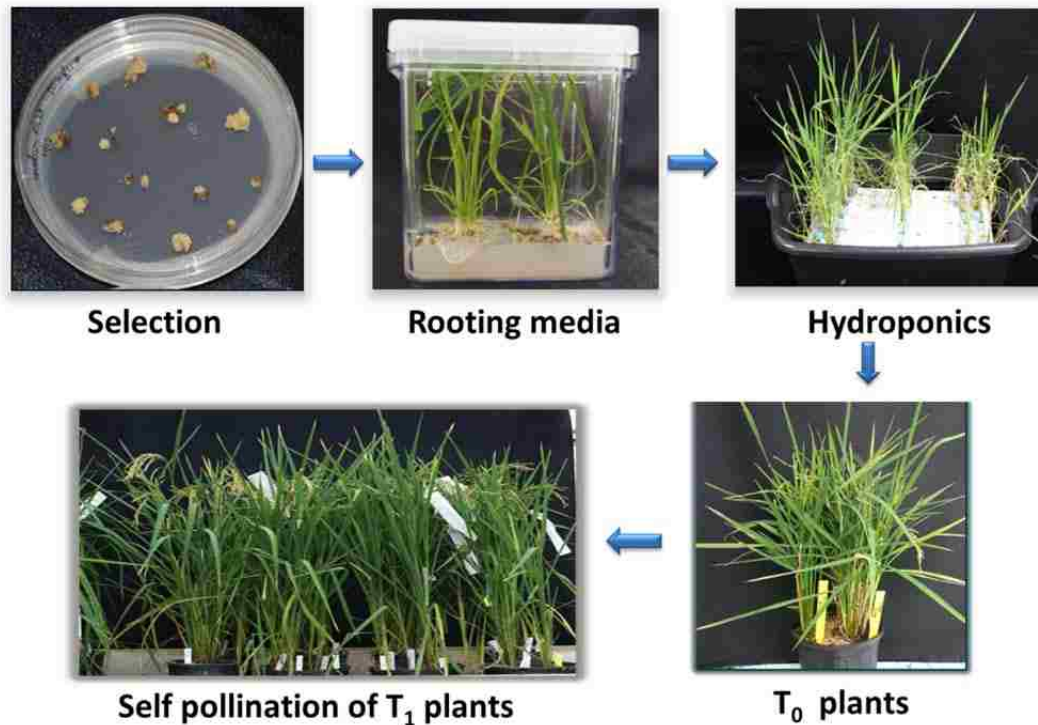 Selection
Rooting media
Hydroponics
Self pollination of T₁ plants
T₀ plants